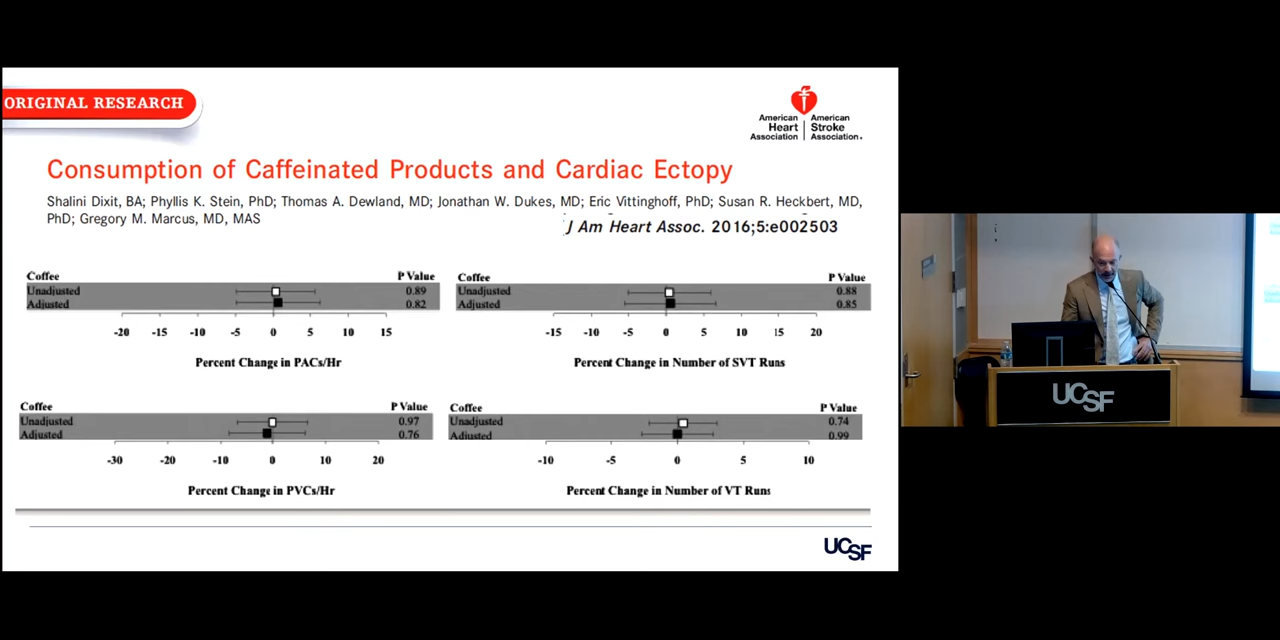 ORIGINAL RESEARCH
American Heart Association
American Stroke Association.
Consumption of Caffeinated Products and Cardiac Ectopy
Shalini Dixit, BA; Phyllis K. Stein, PhD; Thomas A. Dewland, MD; Jonathan W. Dukes, MD; Eric Vittinghoff, PhD; Susan R. Heckbert, MD,
PhD; Gregory M. Marcus, MD, MAS
J Am Heart Assoc. 2016;5:e002503
Coffee P Value
Unadjusted 0.89
Adjusted 0.82
-20 -15 -10 -5 0 5 10 15
Percent Change in PACs/Hr
Coffee P Value
Unadjusted 0.88
Adjusted 0.85
-15 -10 -5 0 5 10 15 20
Percent Change in Number of SVT Runs
Coffee P Value
Unadjusted 0.97
Adjusted 0.76
-30 -20 -10 0 10 20
Percent Change in PVCs/Hr
Coffee P Value
Unadjusted 0.74
Adjusted 0.99
-10 -5 0 5 10
Percent Change in Number of VT Runs
UCSF
UCSF